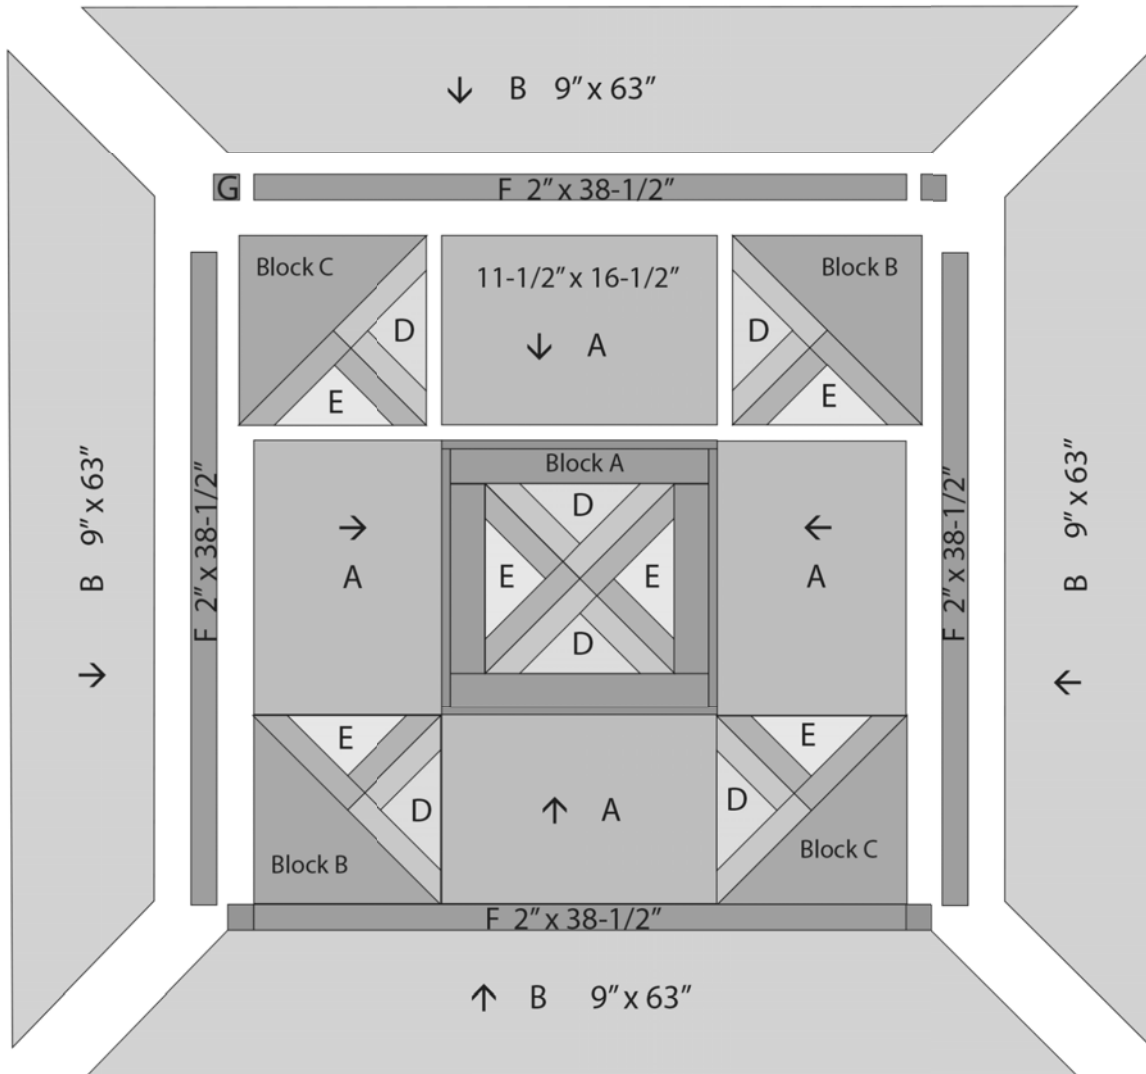 ↓ B 9” x 63”
G
F 2” x 38-1/2”
Block C
11-1/2” x 16-1/2”
Block B
D
↓ A
D
E
E
B 9” x 63”
→
F 2” x 38-1/2”
→
A
Block A
D
E
E
D
←
A
F 2” x 38-1/2”
B 9” x 63”
←
E
D
Block B
↑ A
E
D
Block C
F 2” x 38-1/2”
↑ B 9” x 63”